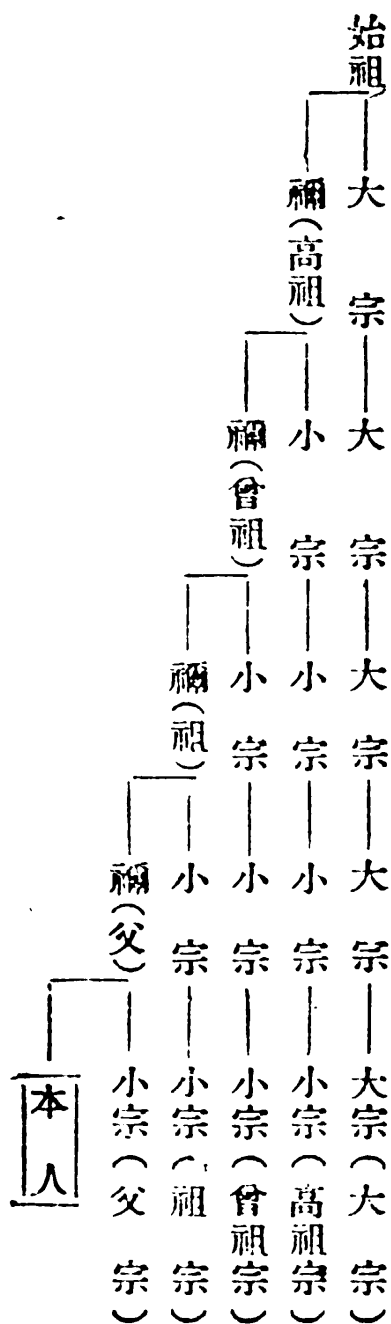 始祖 大宗 大宗 大宗 大宗 大宗(大宗)
禰(高祖) 小宗 小宗 小宗 小宗(高祖宗)
禰(曾祖) 小宗 小宗 小宗(曾祖宗)
禰(祖) 小宗 小宗(祖宗)
禰(父) 小宗(父宗)
本人